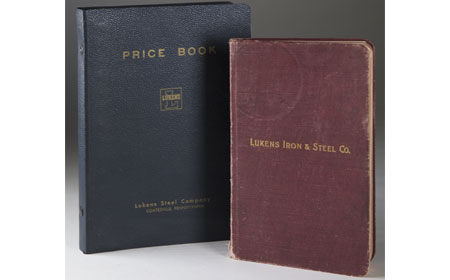 PRICE BOOK
LUKENS
Lukens Steel Company
COATESVILLE, PENNSYLVANIA
LUKENS IRON & STEEL CO.